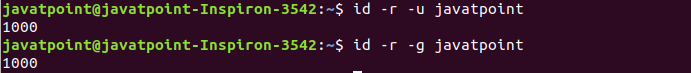 javatpoint@javatpoint-Inspiron-3542:~$ id -r -u javatpoint
1000
javatpoint@javatpoint-Inspiron-3542:~$ id -r -g javatpoint
1000